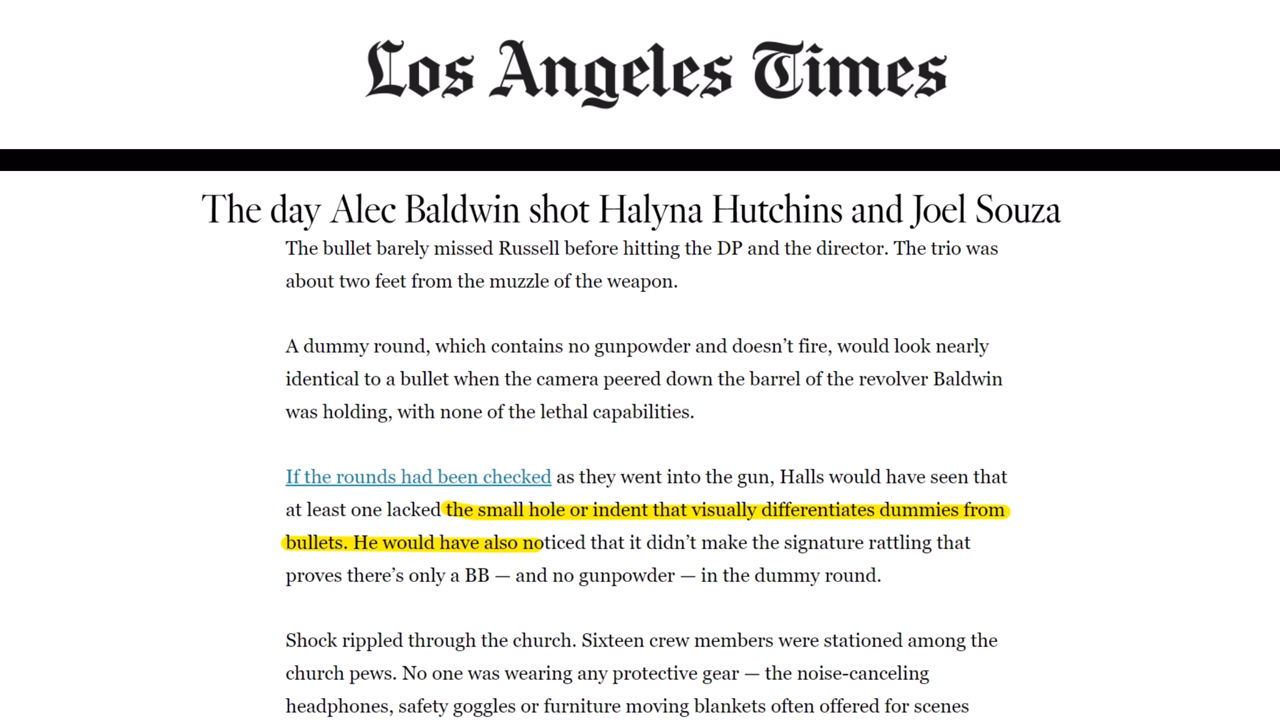 Los Angeles Times
The day Alec Baldwin shot Halyna Hutchins and Joel Souza
The bullet barely missed Russell before hitting the DP and the director. The trio was
about two feet from the muzzle of the weapon.
A dummy round, which contains no gunpowder and doesn’t fire, would look nearly
identical to a bullet when the camera peered down the barrel of the revolver Baldwin
was holding, with none of the lethal capabilities.
If the rounds had been checked as they went into the gun, Halls would have seen that
at least one lacked the small hole or indent that visually differentiates dummies from
bullets. He would have also noticed that it didn’t make the signature rattling that
proves there’s only a BB — and no gunpowder — in the dummy round.
Shock rippled through the church. Sixteen crew members were stationed among the
church pews. No one was wearing any protective gear — the noise-canceling
headphones, safety goggles or furniture moving blankets often offered for scenes